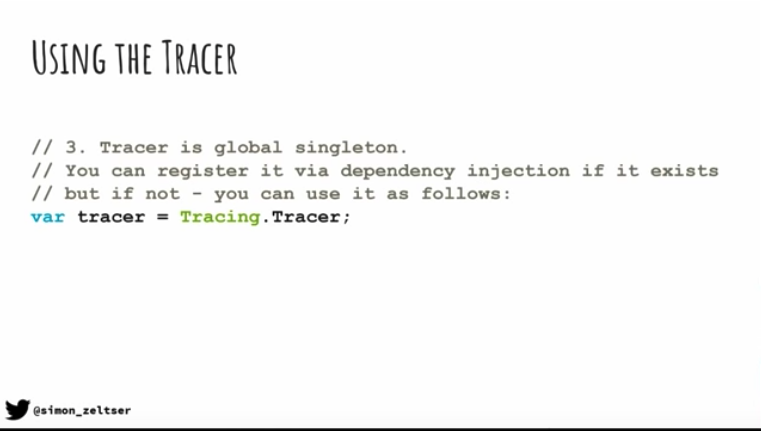 USING THE TRACER
// 3. Tracer is global singleton.
// You can register it via dependency injection if it exists
// but if not - you can use it as follows:
var tracer = Tracing.Tracer;
@simon_zeltser